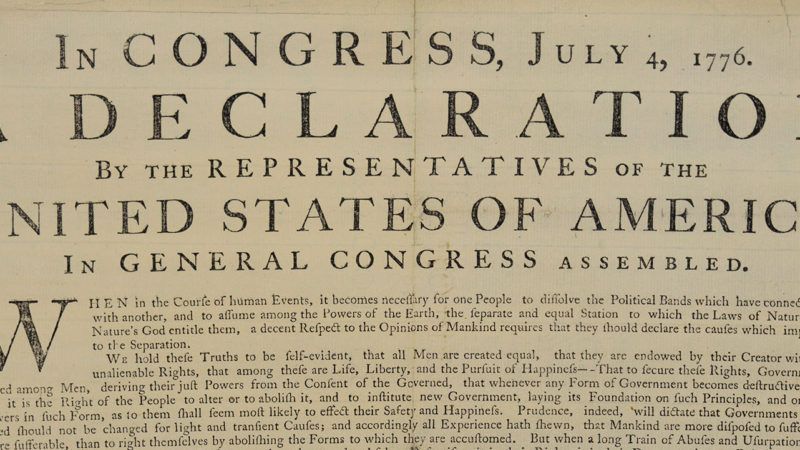 In CONGRESS, July 4, 1776.
DECLARATIO
By the REPRESENTATIVES of the
NITED STATES OF AMERIC
In GENERAL CONGRESS assembled.
WHEN in the Courſe of human Events, it becomes neceſſary for one People to diſſolve the Political Bands which have conne
with another, and to aſſume among the Powers of the Earth, the ſeparate and equal Station to which the Laws of Natur
Nature's God entitle them, a decent Reſpect to the Opinions of Mankind requires that they ſhould declare the cauſes which im
to the Separation.
We hold theſe Truths to be ſelf-evident, that all Men are created equal, that they are endowed by their Creator wi
unalienable Rights, that among theſe are Life, Liberty, and the Purſuit of Happineſs—-That to ſecure theſe Rights, Govern
ed among Men, deriving their juſt Powers from the Conſent of the Governed, that whenever any Form of Government becomes deſtructive
it is the Right of the People to alter or to aboliſh it, and to inſtitute new Government, laying its Foundation on ſuch Principles, and
wers in ſuch Form, as to them ſhall ſeem moſt likely to effect their Safety and Happineſs. Prudence, indeed, will dictate that Governments
ed ſhould not be changed for light and tranſient Cauſes; and accordingly all Experience hath ſhewn, that Mankind are more diſpoſed to ſuffe
re ſufferable, than to right themſelves by aboliſhing the Forms to which they are accuſtomed. But when a long Train of Abuſes and Uſurpation